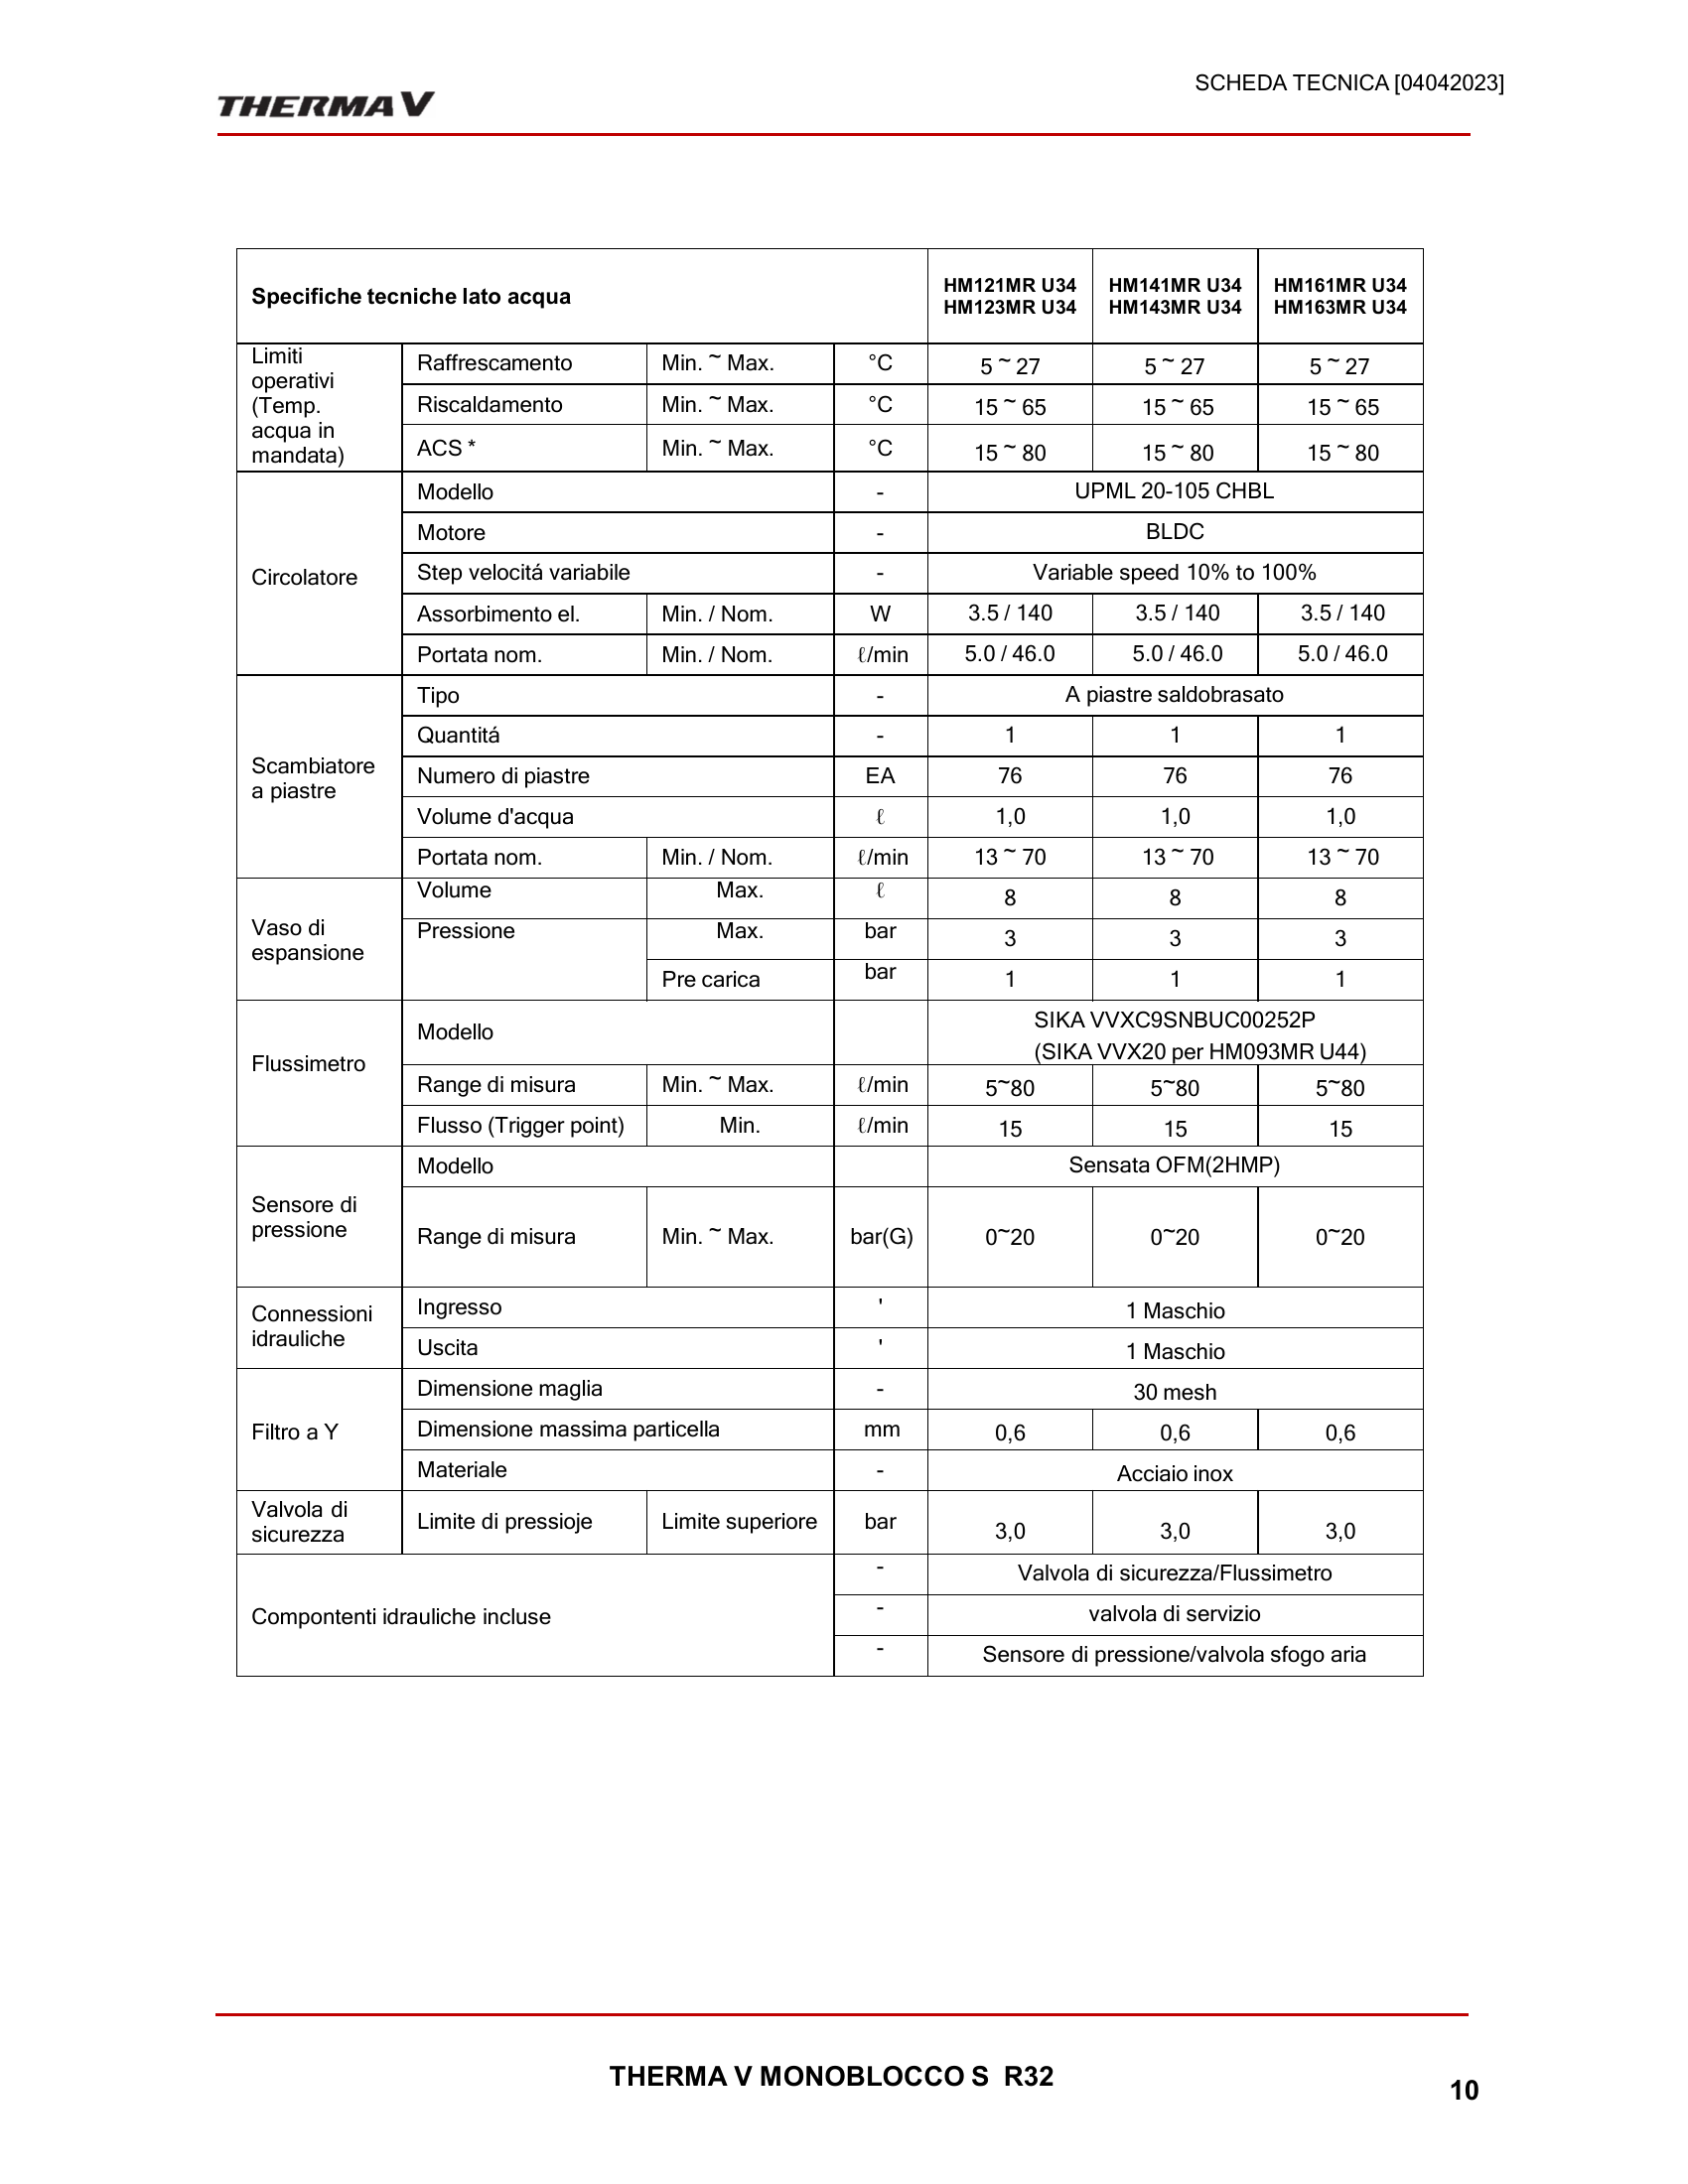 SCHEDA TECNICA [04042023]
THERMA V
Specifiche tecniche lato acqua
HM121MR U34 HM141MR U34 HM161MR U34
HM123MR U34 HM143MR U34 HM163MR U34
Limiti
operativi
(Temp.
acqua in
mandata)
Raffrescamento Min. ~ Max. °C 5 ~ 27 5 ~ 27 5 ~ 27
Riscaldamento Min. ~ Max. °C 15 ~ 65 15 ~ 65 15 ~ 65
ACS * Min. ~ Max. °C 15 ~ 80 15 ~ 80 15 ~ 80
Circolatore
Modello - UPML 20-105 CHBL
Motore - BLDC
Step velocitá variabile - Variable speed 10% to 100%
Assorbimento el. Min. / Nom. W 3.5 / 140 3.5 / 140 3.5 / 140
Portata nom. Min. / Nom. ℓ/min 5.0 / 46.0 5.0 / 46.0 5.0 / 46.0
Scambiatore
a piastre
Tipo - A piastre saldobrasato
Quantitá - 1 1 1
Numero di piastre EA 76 76 76
Volume d'acqua ℓ 1,0 1,0 1,0
Portata nom. Min. / Nom. ℓ/min 13 ~ 70 13 ~ 70 13 ~ 70
Vaso di
espansione
Volume Max. ℓ 8 8 8
Pressione Max. bar 3 3 3
Pre carica bar 1 1 1
Flussimetro
Modello SIKA VVXC9SNBUC00252P
(SIKA VVX20 per HM093MR U44)
Range di misura Min. ~ Max. ℓ/min 5~80 5~80 5~80
Flusso (Trigger point) Min. ℓ/min 15 15 15
Sensore di
pressione
Modello Sensata OFM(2HMP)
Range di misura Min. ~ Max. bar(G) 0~20 0~20 0~20
Connessioni
idrauliche
Ingresso ' 1 Maschio
Uscita ' 1 Maschio
Filtro a Y
Dimensione maglia - 30 mesh
Dimensione massima particella mm 0,6 0,6 0,6
Materiale - Acciaio inox
Valvola di
sicurezza
Limite di pressioje Limite superiore bar 3,0 3,0 3,0
Compontenti idrauliche incluse
- Valvola di sicurezza/Flussimetro
- valvola di servizio
- Sensore di pressione/valvola sfogo aria
THERMA V MONOBLOCCO S R32
10